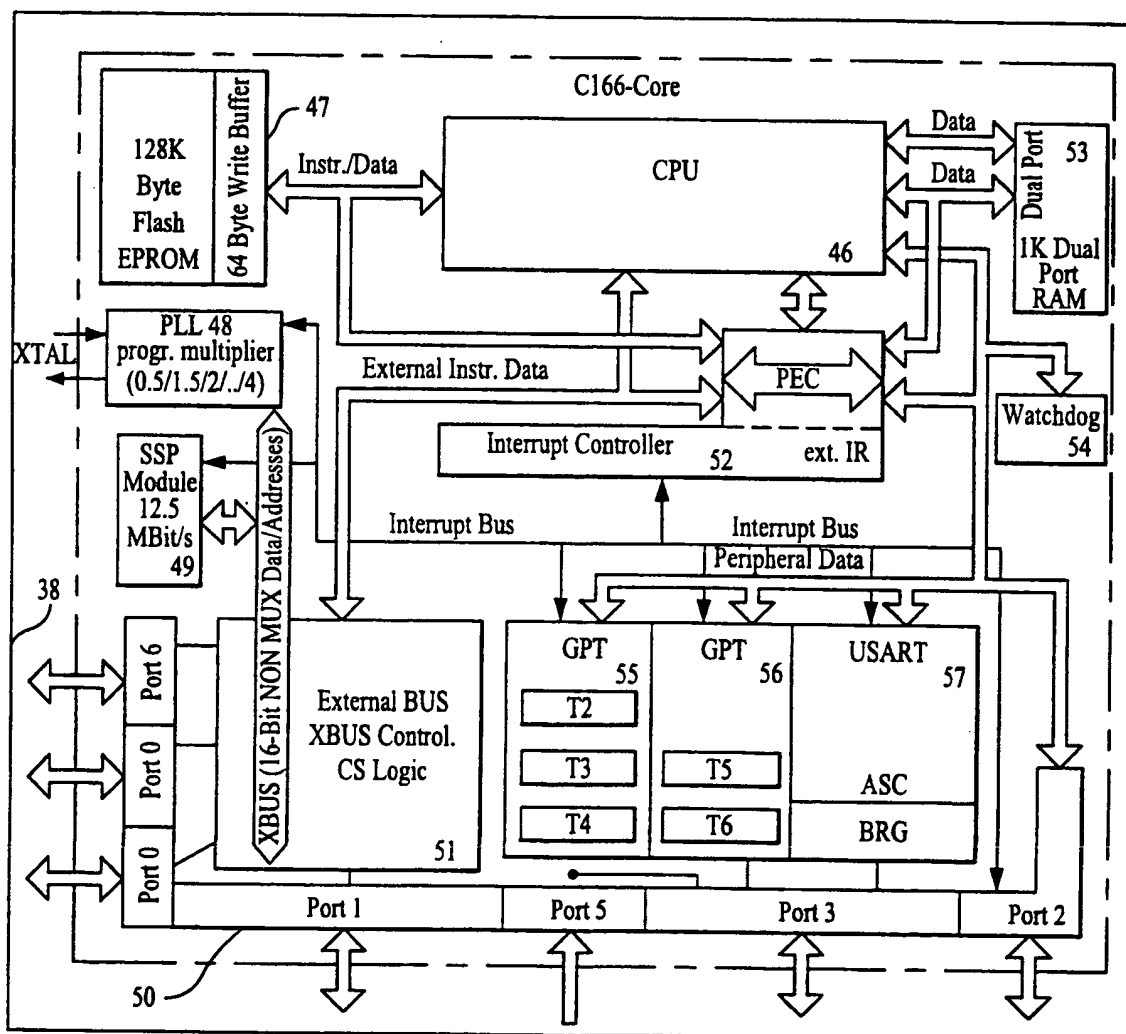 C166-Core
47
128K
Byte
Flash
EPROM
64 Byte Write Buffer
Instr./Data
CPU
46
Data
Data
Dual Port
53
1K Dual
Port
RAM
XTAL
PLL 48
progr. multiplier
(0.5/1.5/2/../4)
External Instr. Data
PEC
Interrupt Controller
52
ext. IR
Watchdog
54
SSP
Module
12.5
MBit/s
49
XBUS (16-Bit NON MUX Data/Addresses)
Interrupt Bus
Interrupt Bus
Peripheral Data
38
Port 6
Port 0
Port 0
External BUS
XBUS Control.
CS Logic
51
GPT
55
T2
T3
T4
GPT
56
T5
T6
USART
57
ASC
BRG
Port 1
Port 5
Port 3
Port 2
50